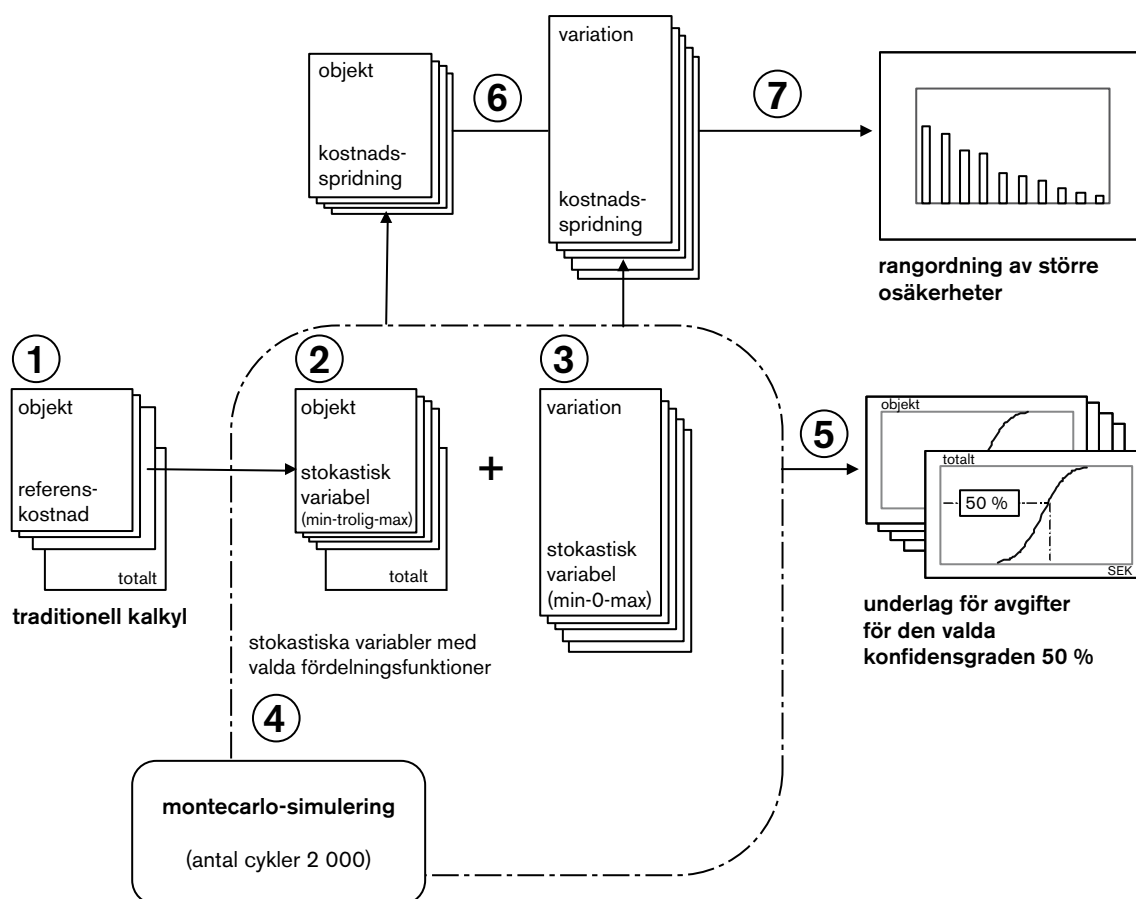 objekt
kostnads-
spridning
6
variation
kostnads-
spridning
7
rangordning av större
osäkerheter
1
objekt
referens-
kostnad
totalt
traditionell kalkyl
2
objekt
stokastisk
variabel
(min-trolig-max)
totalt
+
3
variation
stokastisk
variabel
(min-0-max)
stokastiska variabler med
valda fördelningsfunktioner
4
montecarlo-simulering
(antal cykler 2 000)
5
objekt
totalt
50 %
SEK
underlag för avgifter
för den valda
konfidensgraden 50 %